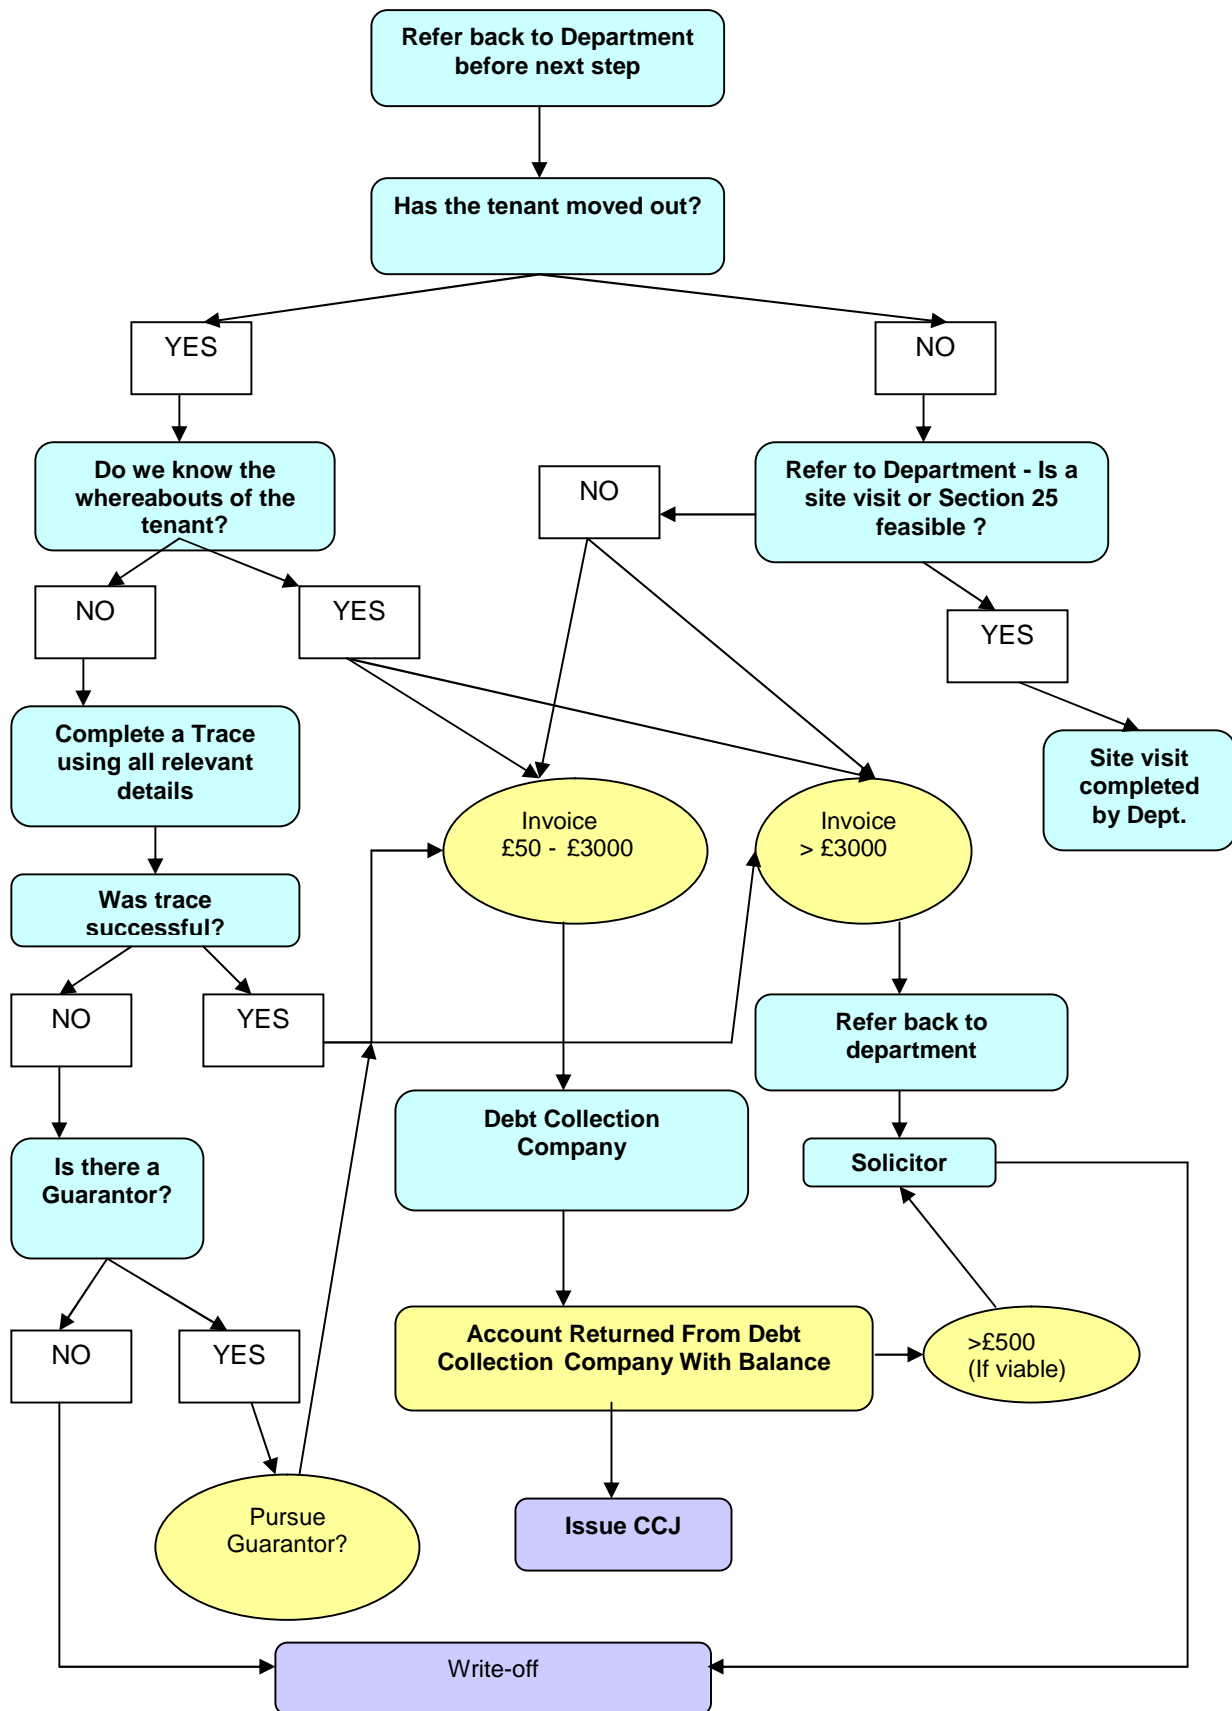 Refer back to Department
before next step
Has the tenant moved out?
YES
NO
Do we know the
whereabouts of the
tenant?
NO
Refer to Department - Is a
site visit or Section 25
feasible ?
NO
YES
YES
Complete a Trace
using all relevant
details
Site visit
completed
by Dept.
Invoice
£50 - £3000
Invoice
> £3000
Was trace
successful?
NO
YES
Refer back to
department
Debt Collection
Company
Is there a
Guarantor?
Solicitor
NO
YES
Account Returned From Debt
Collection Company With Balance
>£500
(If viable)
Pursue
Guarantor?
Issue CCJ
Write-off